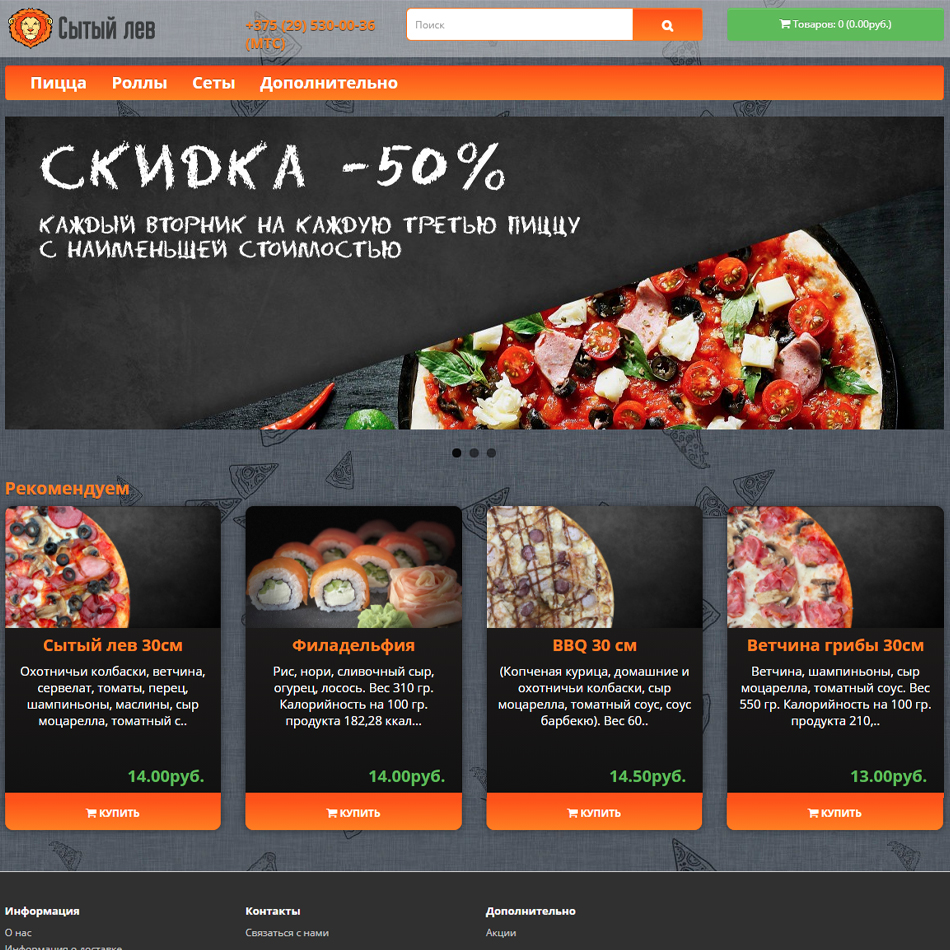 Сытый лев
+375 (29) 530-00-36
(МТС)
Поиск
Товаров: 0 (0.00руб.)
Пицца Роллы Сеты Дополнительно
СКИДКА -50%
КАЖДЫЙ ВТОРНИК НА КАЖДУЮ ТРЕТЬЮ ПИЦЦУ
С НАИМЕНЬШЕЙ СТОИМОСТЬЮ
Рекомендуем
Сытый лев 30см
Охотничьи колбаски, ветчина,
сервелат, томаты, перец,
шампиньоны, маслины, сыр
моцарелла, томатный с..
14.00руб.
КУПИТЬ
Филадельфия
Рис, нори, сливочный сыр,
огурец, лосось. Вес 310 гр.
Калорийность на 100 гр.
продукта 182,28 ккал...
14.00руб.
КУПИТЬ
BBQ 30 см
(Копченая курица, домашние и
охотничьи колбаски, сыр
моцарелла, томатный соус, соус
барбекю). Вес 60..
14.50руб.
КУПИТЬ
Ветчина грибы 30см
Ветчина, шампиньоны, сыр
моцарелла, томатный соус. Вес
550 гр. Калорийность на 100 гр.
продукта 210,..
13.00руб.
КУПИТЬ
Информация
О нас
Информация о доставке
Контакты
Связаться с нами
Дополнительно
Акции